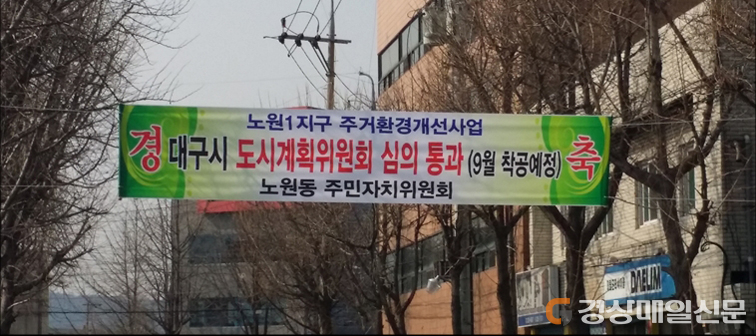 노원1지구 주거환경개선사업
경 대구시 도시계획위원회 심의 통과 (9월 착공예정) 축
노원동 주민자치위원회
DAELIM
경상매일신문